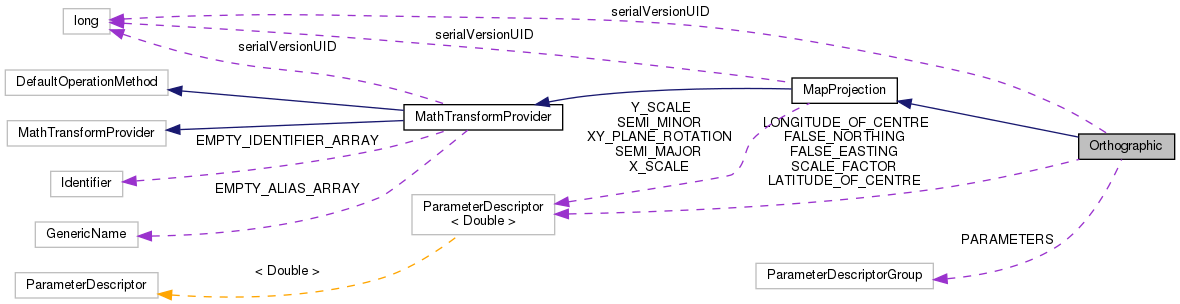 long
serialVersionUID
serialVersionUID
serialVersionUID
DefaultOperationMethod
MapProjection
MathTransformProvider
MathTransformProvider
EMPTY_IDENTIFIER_ARRAY
Y_SCALE
SEMI_MINOR
XY_PLANE_ROTATION
SEMI_MAJOR
X_SCALE
LONGITUDE_OF_CENTRE
FALSE_NORTHING
FALSE_EASTING
SCALE_FACTOR
LATITUDE_OF_CENTRE
Orthographic
Identifier
EMPTY_ALIAS_ARRAY
ParameterDescriptor
< Double >
GenericName
PARAMETERS
< Double >
ParameterDescriptor
ParameterDescriptorGroup